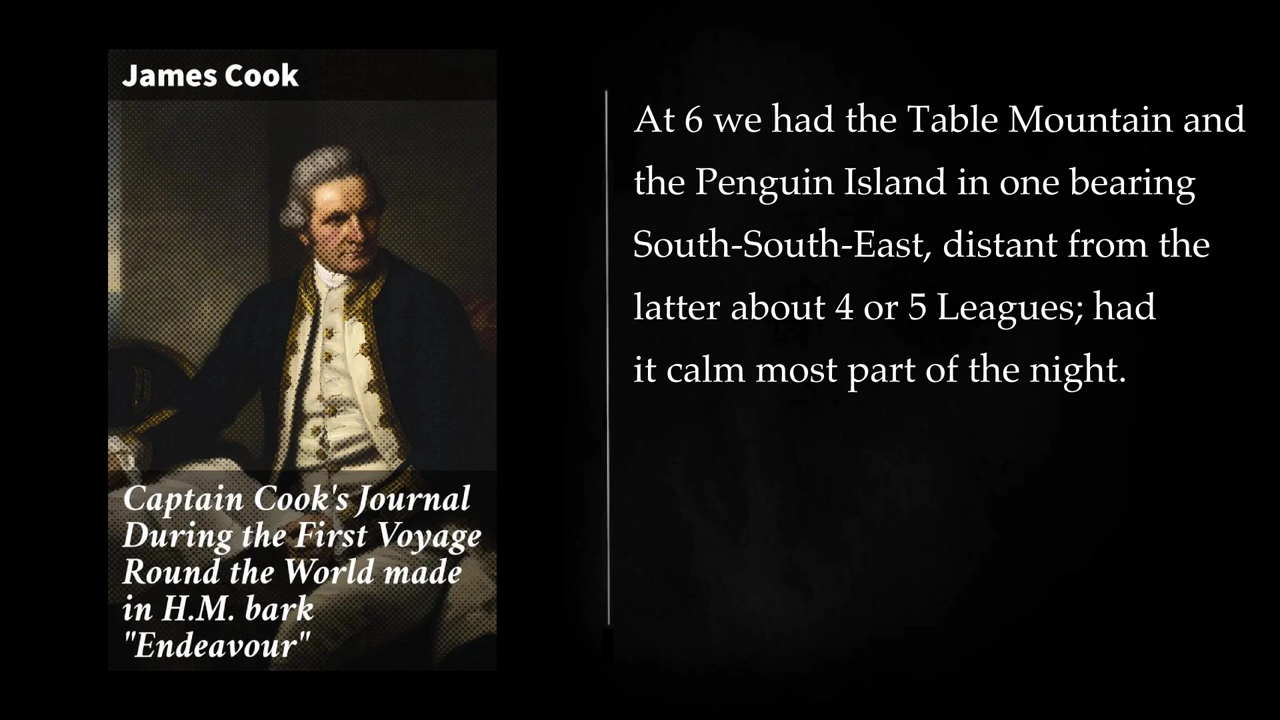 James Cook
Captain Cook's Journal
During the First Voyage
Round the World made
in H.M. bark
"Endeavour"
At 6 we had the Table Mountain and
the Penguin Island in one bearing
South-South-East, distant from the
latter about 4 or 5 Leagues; had
it calm most part of the night.